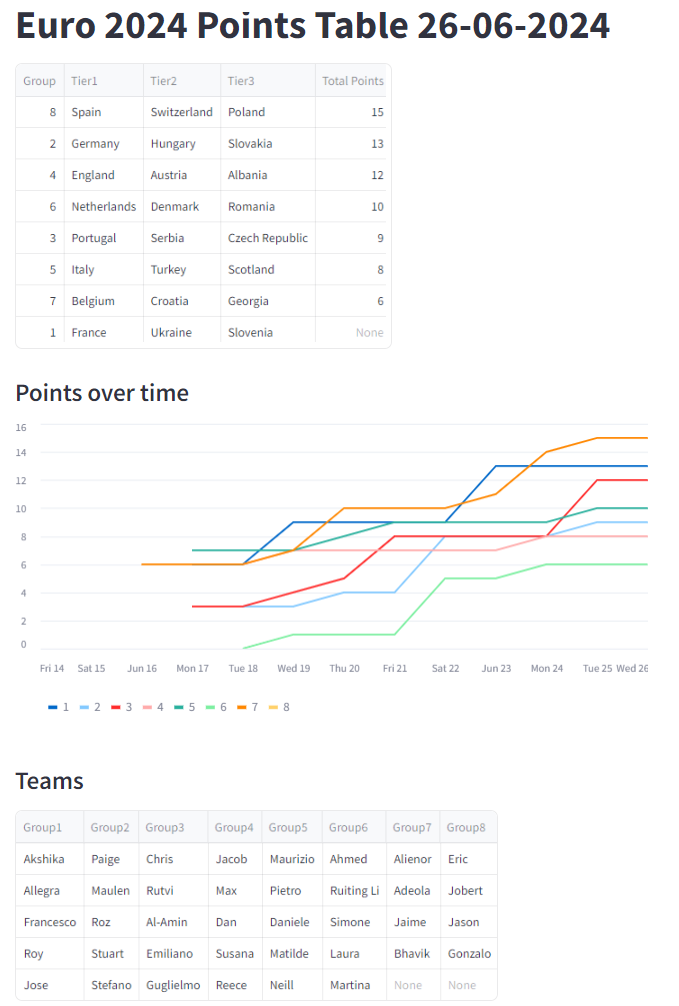 Euro 2024 Points Table 26-06-2024
Group Tier1 Tier2 Tier3 Total Points
8 Spain Switzerland Poland 15
2 Germany Hungary Slovakia 13
4 England Austria Albania 12
6 Netherlands Denmark Romania 10
3 Portugal Serbia Czech Republic 9
5 Italy Turkey Scotland 8
7 Belgium Croatia Georgia 6
1 France Ukraine Slovenia None
Points over time
16
14
12
10
8
6
4
2
0
Fri 14 Sat 15 Jun 16 Mon 17 Tue 18 Wed 19 Thu 20 Fri 21 Sat 22 Jun 23 Mon 24 Tue 25 Wed 26
1 2 3 4 5 6 7 8
Teams
Group1 Group2 Group3 Group4 Group5 Group6 Group7 Group8
Akshika Paige Chris Jacob Maurizio Ahmed Alienor Eric
Allegra Maulen Rutvi Max Pietro Ruiting Li Adeola Jobert
Francesco Roz Al-Amin Dan Daniele Simone Jaime Jason
Roy Stuart Emiliano Susana Matilde Laura Bhavik Gonzalo
Jose Stefano Guglielmo Reece Neill Martina None None